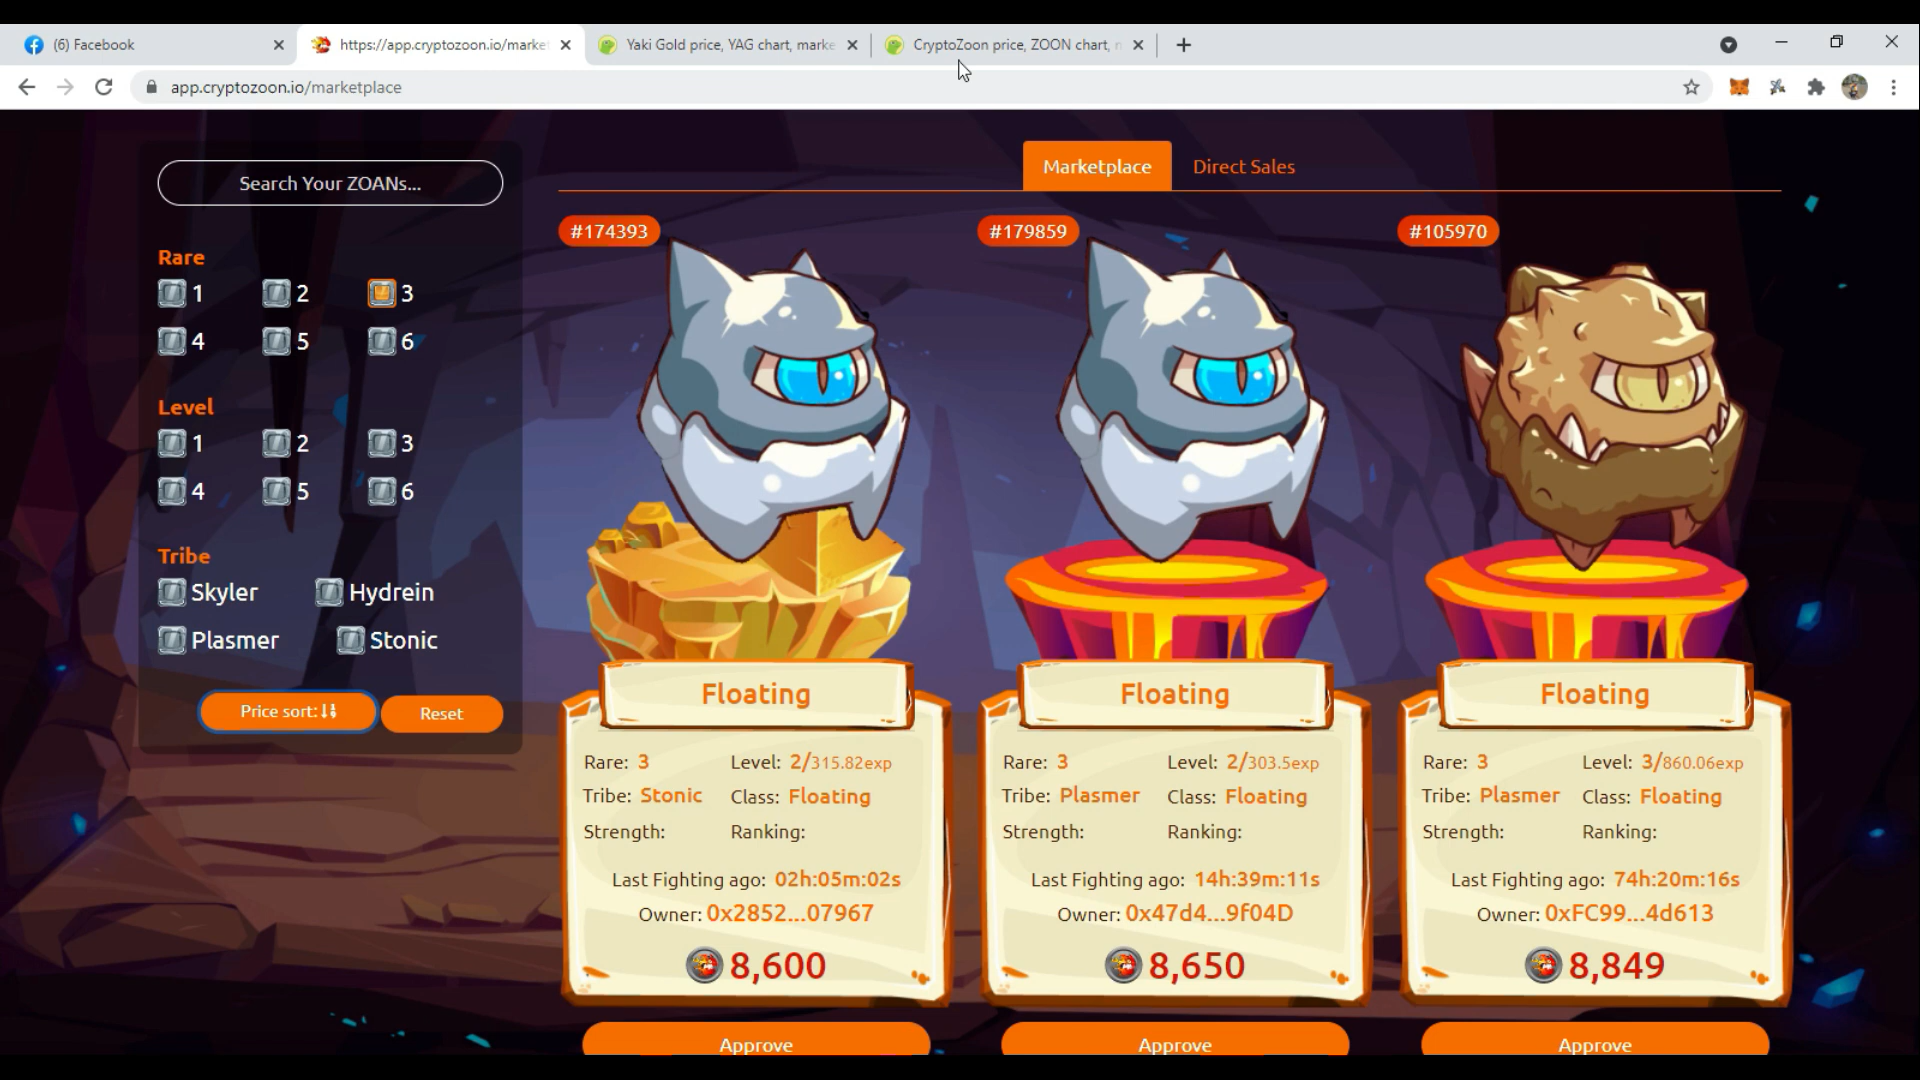 (6) Facebook
https://app.cryptozoon.io/marke
Yaki Gold price, YAG chart, marke
CryptoZoon price, ZOON chart, n
app.cryptozoon.io/marketplace
Search Your ZOANs...
Marketplace
Direct Sales
Rare
1 2 3
4 5 6
Level
1 2 3
4 5 6
Tribe
Skyler Hydrein
Plasmer Stonic
Price sort:
Reset
#174393
Floating
Rare: 3 Level: 2/315.82exp
Tribe: Stonic Class: Floating
Strength: Ranking:
Last Fighting ago: 02h:05m:02s
Owner: 0x2852...07967
8,600
Approve
#179859
Floating
Rare: 3 Level: 2/303.5exp
Tribe: Plasmer Class: Floating
Strength: Ranking:
Last Fighting ago: 14h:39m:11s
Owner: 0x47d4...9f04D
8,650
Approve
#105970
Floating
Rare: 3 Level: 3/860.06exp
Tribe: Plasmer Class: Floating
Strength: Ranking:
Last Fighting ago: 74h:20m:16s
Owner: 0xFC99...4d613
8,849
Approve